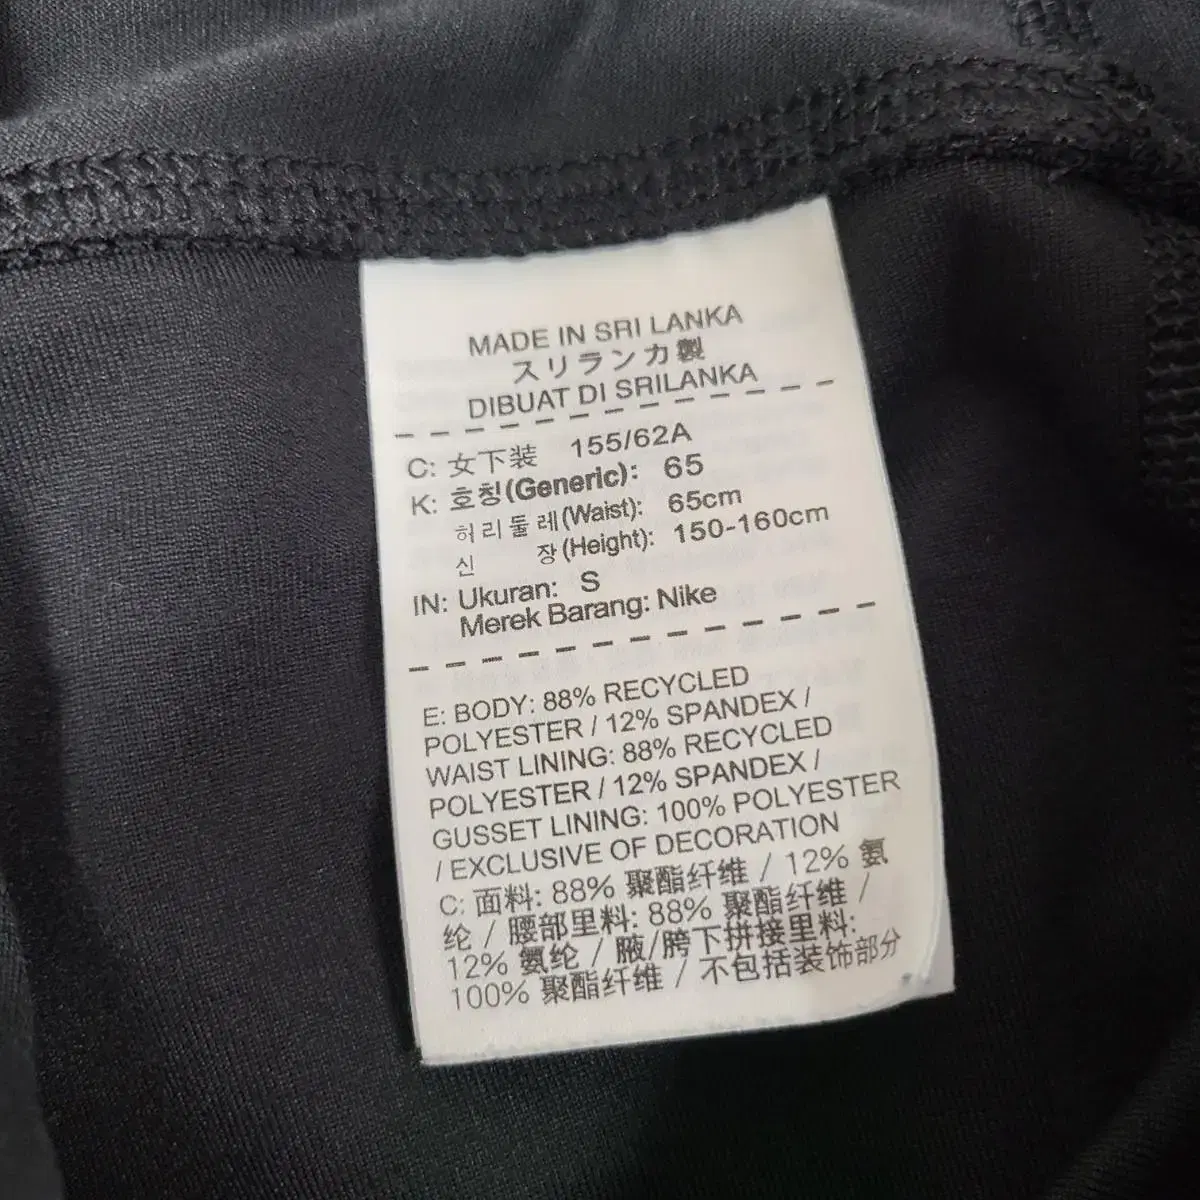 MADE IN SRI LANKA
スリランカ製
DIBUAT DI SRILANKA
C: 女下装 155/62A
K: 호칭(Generic): 65
허리둘레(Waist): 65cm
신 장(Height): 150-160cm
IN: Ukuran: S
Merek Barang: Nike
E: BODY: 88% RECYCLED
POLYESTER / 12% SPANDEX /
WAIST LINING: 88% RECYCLED
POLYESTER / 12% SPANDEX /
GUSSET LINING: 100% POLYESTER
/ EXCLUSIVE OF DECORATION
C: 面料: 88% 聚酯纤维 / 12% 氨
纶 / 腰部里料: 88% 聚酯纤维 /
12% 氨纶 / 腋/胯下拼接里料:
100% 聚酯纤维 / 不包括装饰部分